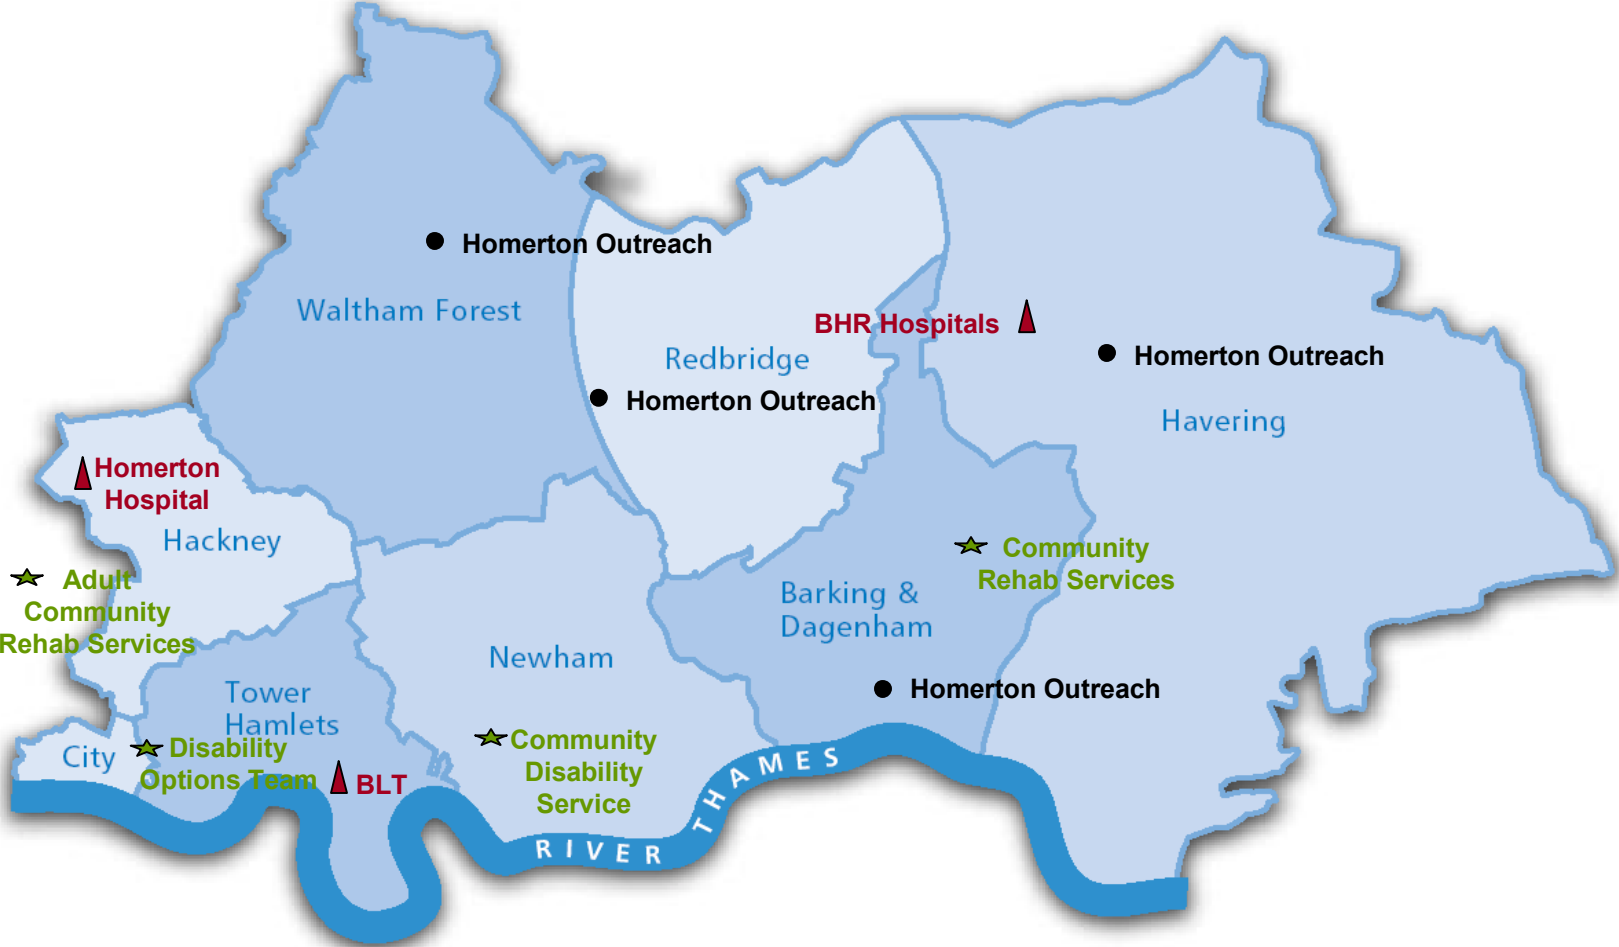 Homerton Outreach
Waltham Forest
BHR Hospitals
Redbridge
Homerton Outreach
Homerton Outreach
Havering
Homerton
Hospital
Hackney
Community
Rehab Services
Adult
Community
Rehab Services
Barking &
Dagenham
Newham
Homerton Outreach
Tower
Hamlets
City
Disability
Options Team
BLT
Community
Disability
Service
RIVER THAMES